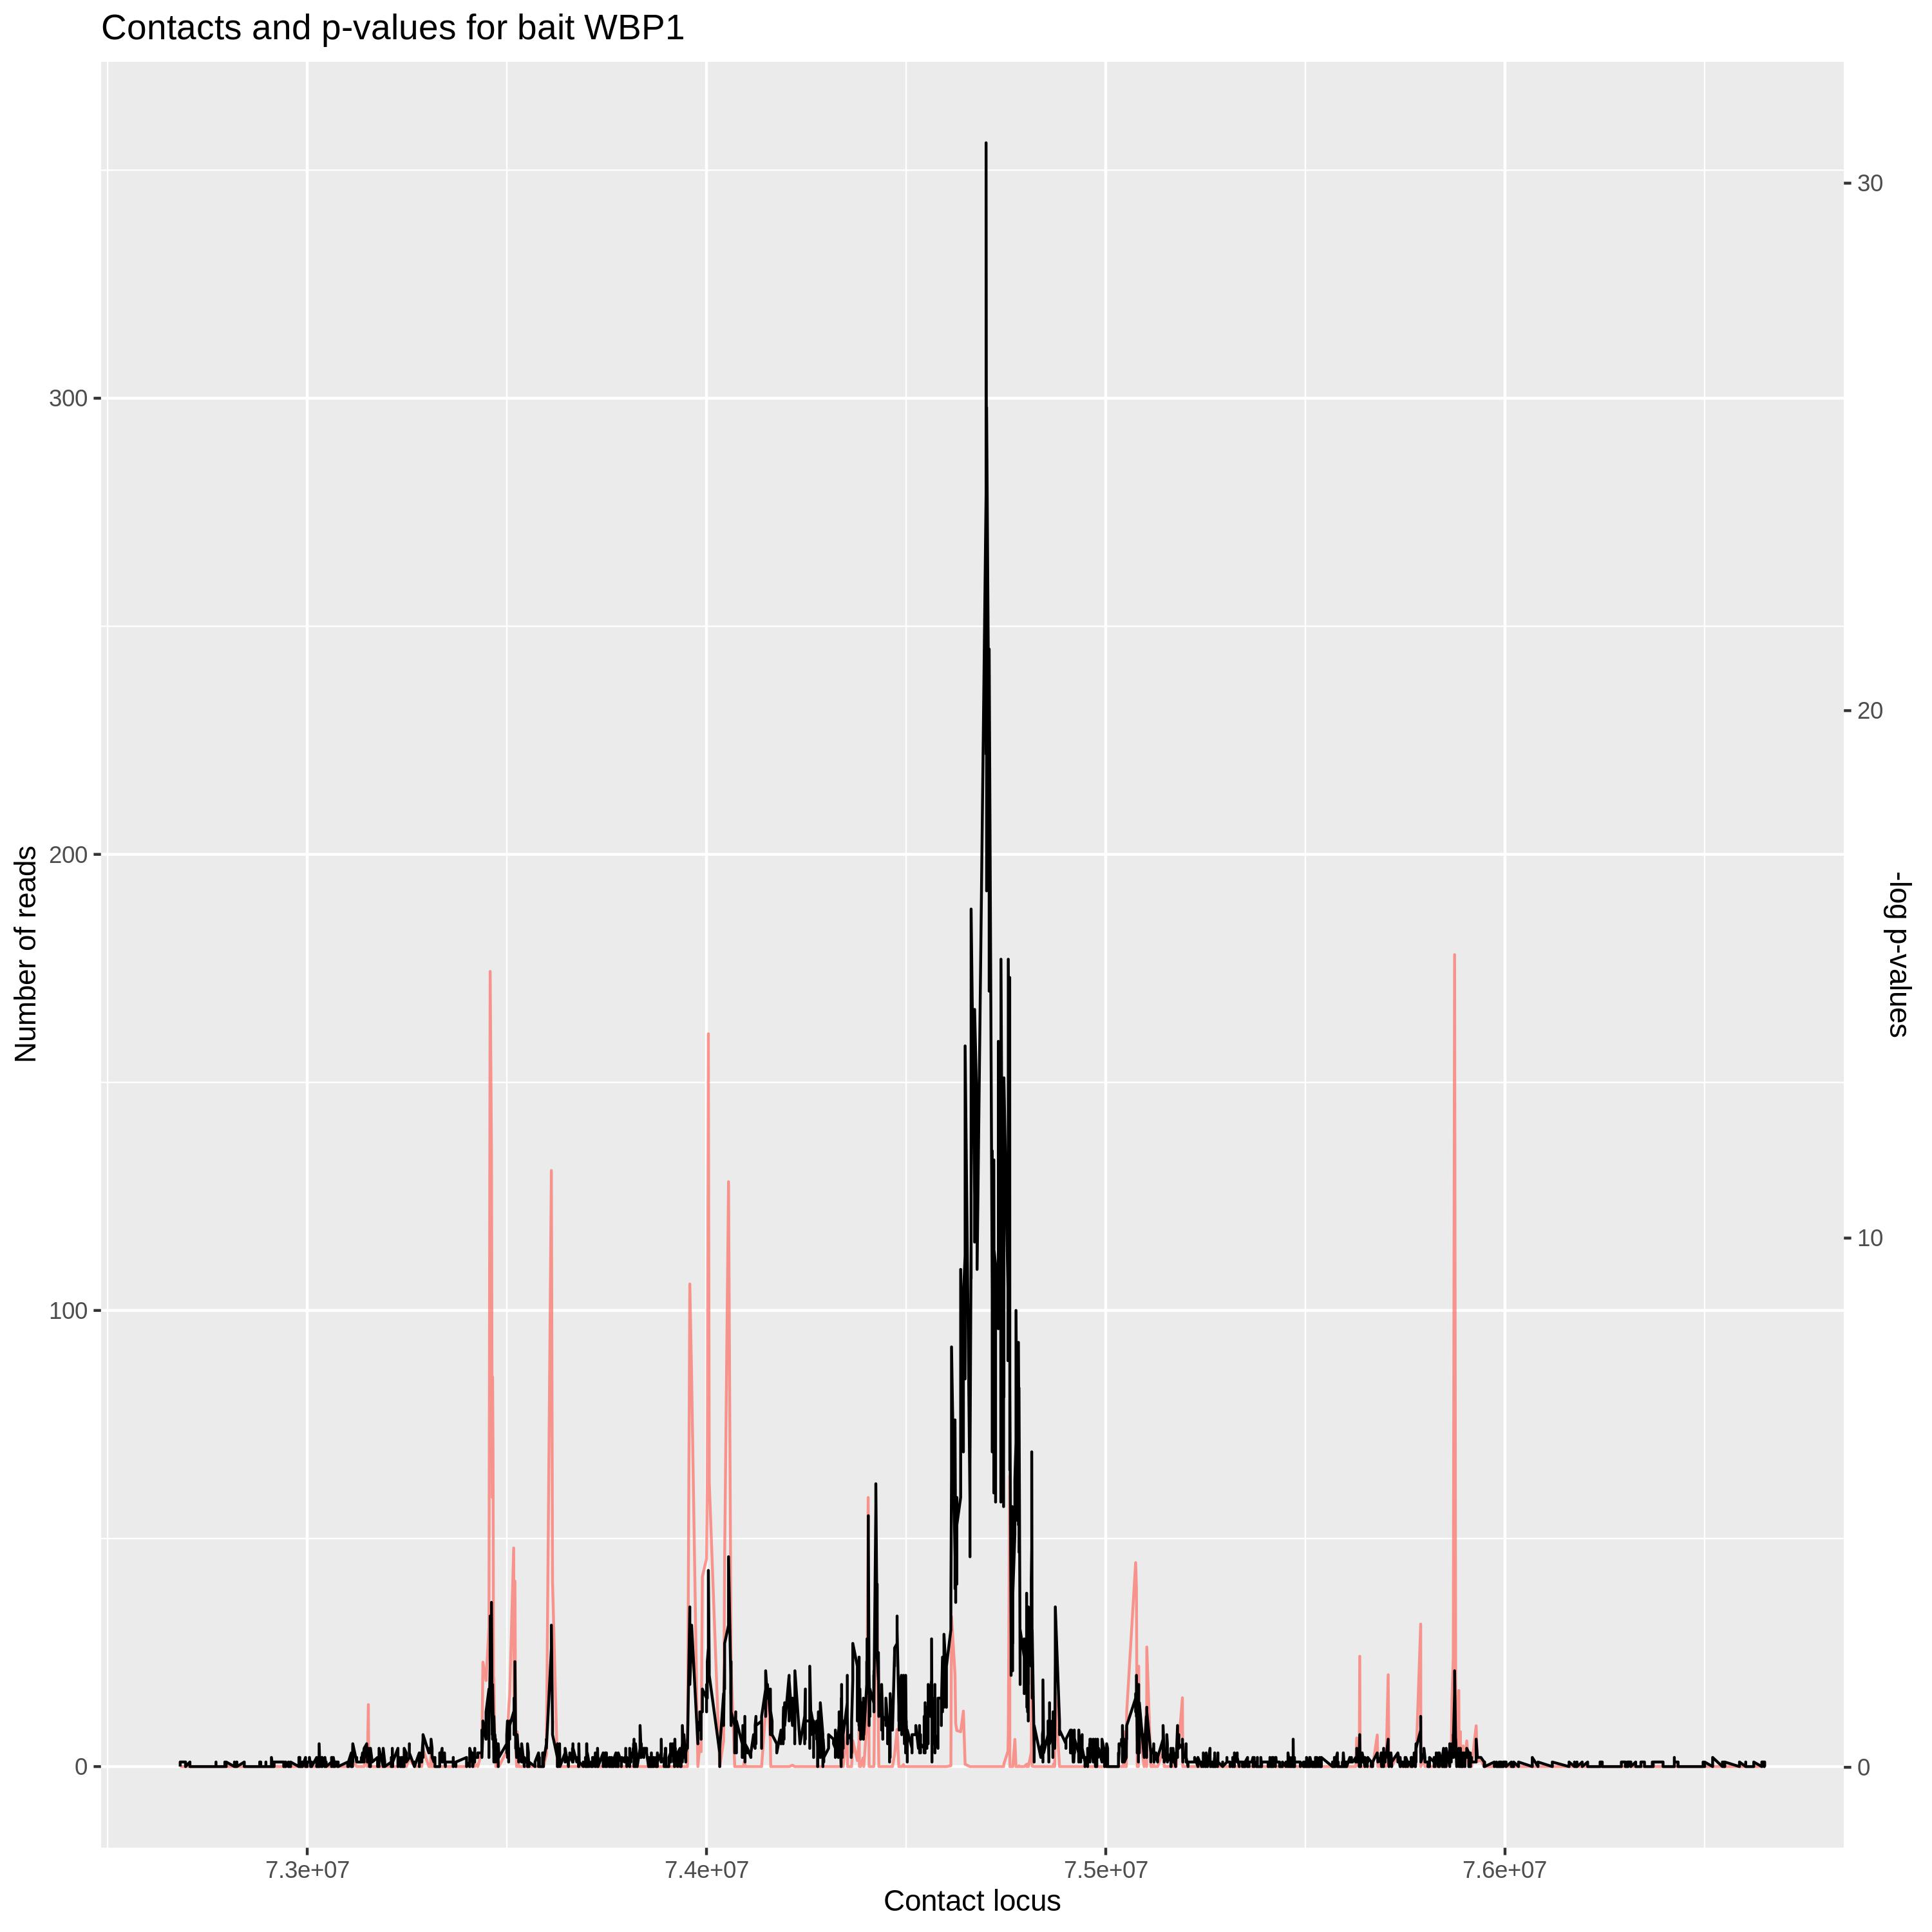 Contacts and p-values for bait WBP1
Number of reads
300
200
100
0
30
20
10
0
-log p-values
7.3e+07 7.4e+07 7.5e+07 7.6e+07
Contact locus